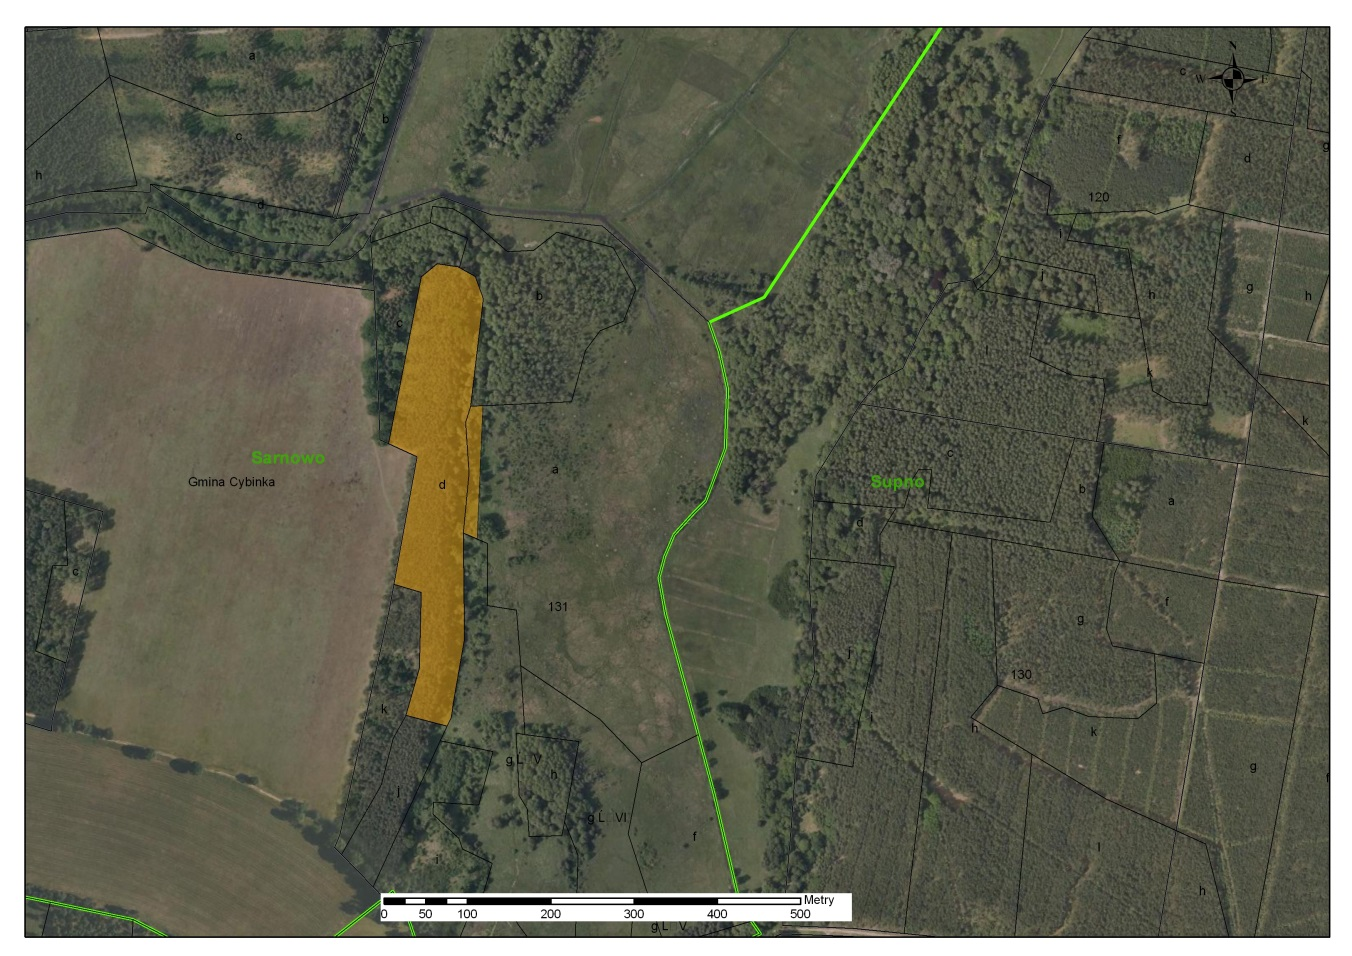 a
N
W
E
S
c
b
c
f
g
d
h
120
d
i
j
g
h
h
b
c
l
k
k
Sarnowo
c
Supno
a
Gmina Cybinka
d
b
a
d
c
f
131
g
j
130
k
i
h
k
g L V
h
g
f
j
g L VI
f
l
i
h
Metry
0 50 100 200 300 400 500
g L V